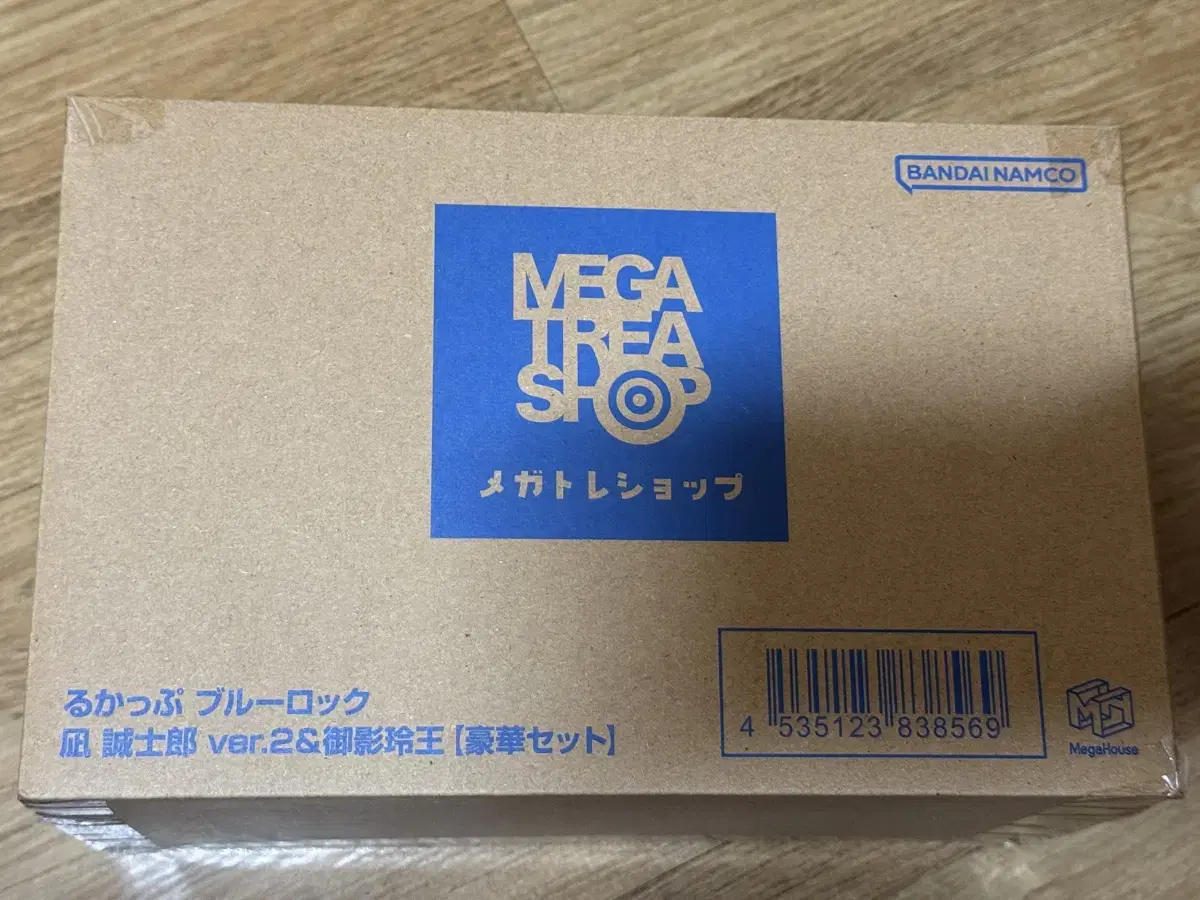 BANDAI NAMCO
MEGA
TREA
SHOP
メガトレショップ
るかっぷ ブルーロック
凪 誠士郎 ver.2&御影玲王【豪華セット】
4 535123 838569
MegaHouse